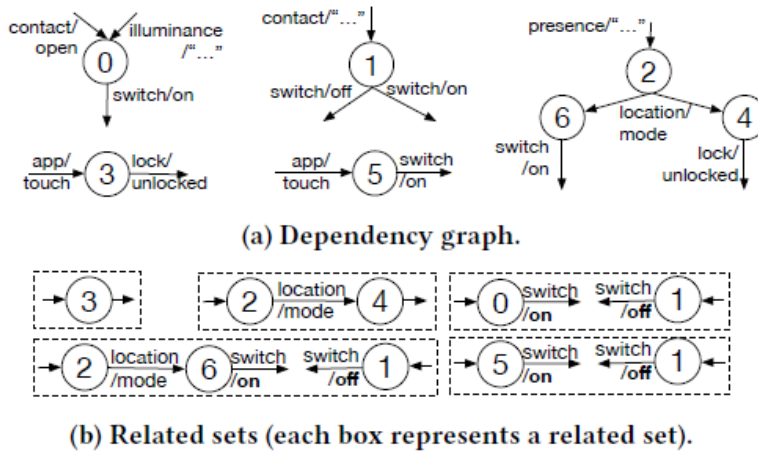 contact/
open
illuminance
/“...”
0
switch/on
contact/“...”
1
switch/off
switch/on
presence/“...”
2
location/
mode
6
4
switch
/on
lock/
unlocked
app/
touch
3
lock/
unlocked
app/
touch
5
switch
/on
(a) Dependency graph.
3
2
location
/mode
4
0
switch
/on
switch
/off
1
2
location
/mode
6
switch
/on
switch
/off
1
5
switch
/on
switch
/off
1
(b) Related sets (each box represents a related set).